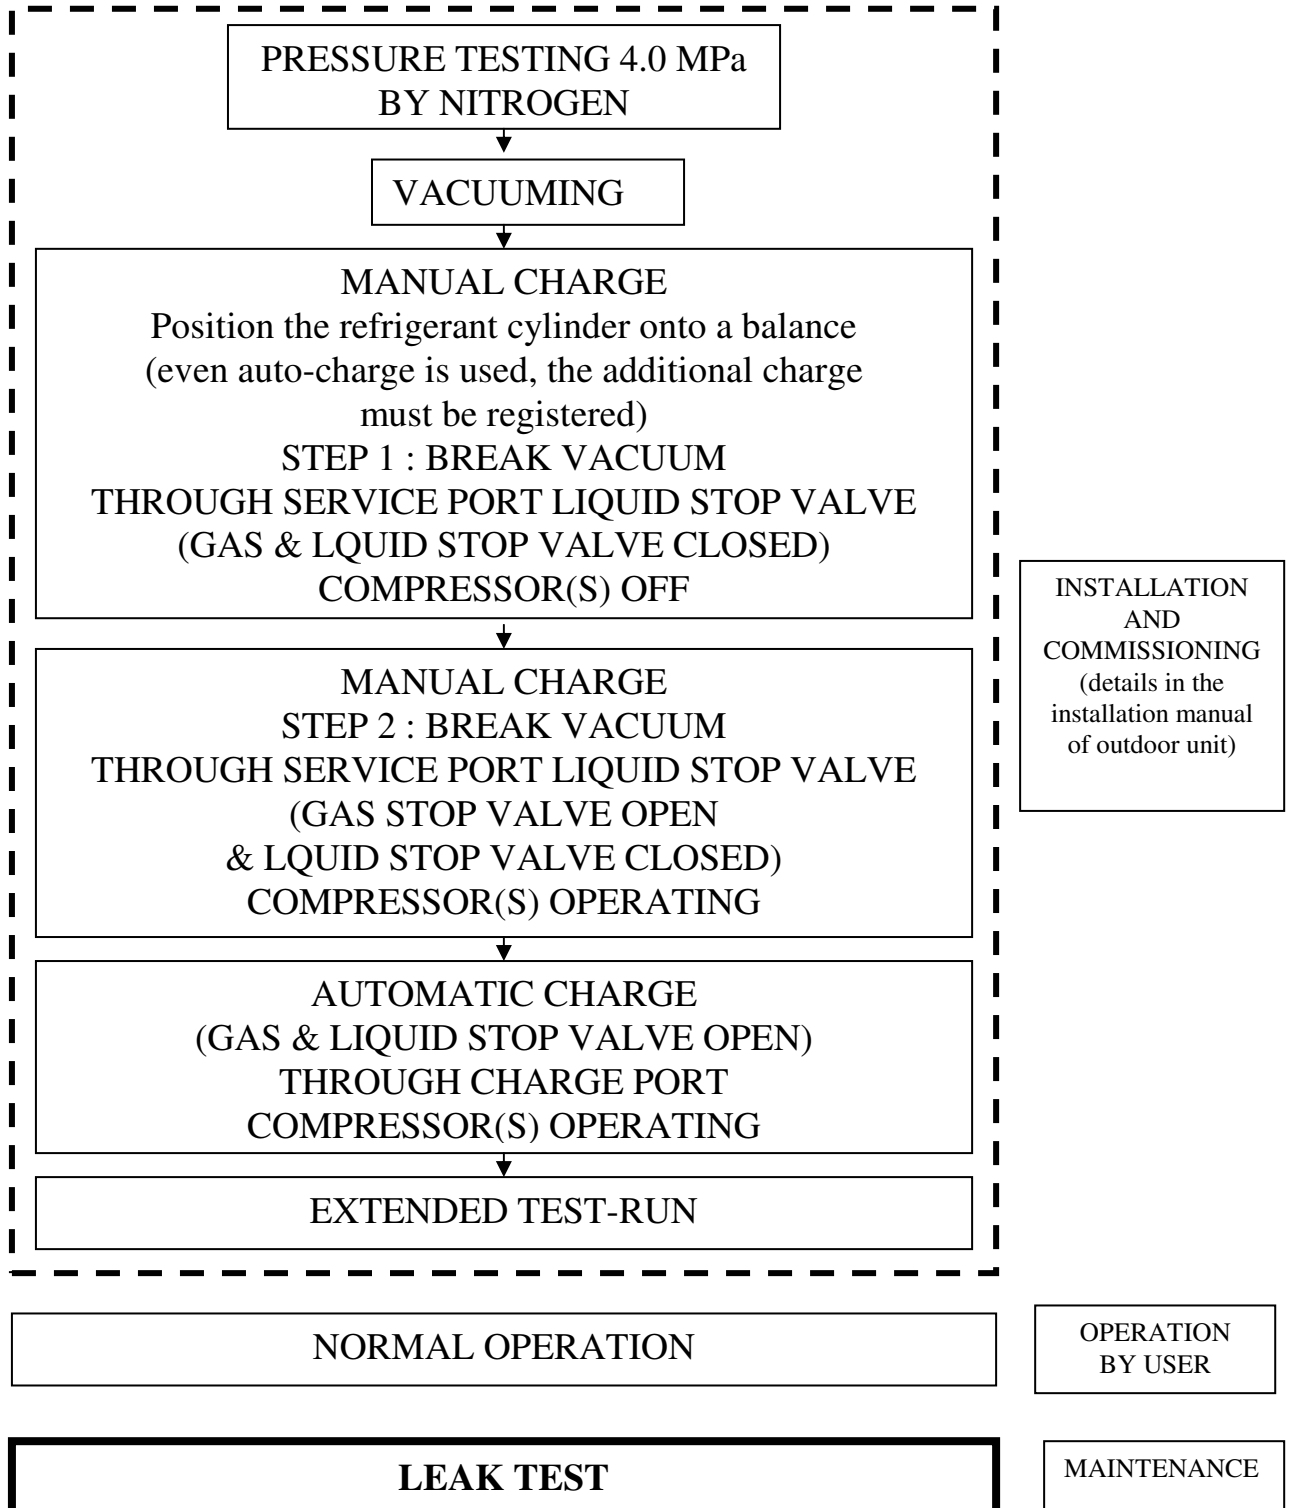 PRESSURE TESTING 4.0 MPa
BY NITROGEN
VACUUMING
MANUAL CHARGE
Position the refrigerant cylinder onto a balance
(even auto-charge is used, the additional charge
must be registered)
STEP 1 : BREAK VACUUM
THROUGH SERVICE PORT LIQUID STOP VALVE
(GAS & LQUID STOP VALVE CLOSED)
COMPRESSOR(S) OFF
MANUAL CHARGE
STEP 2 : BREAK VACUUM
THROUGH SERVICE PORT LIQUID STOP VALVE
(GAS STOP VALVE OPEN
& LQUID STOP VALVE CLOSED)
COMPRESSOR(S) OPERATING
AUTOMATIC CHARGE
(GAS & LIQUID STOP VALVE OPEN)
THROUGH CHARGE PORT
COMPRESSOR(S) OPERATING
EXTENDED TEST-RUN
INSTALLATION
AND
COMMISSIONING
(details in the
installation manual
of outdoor unit)
NORMAL OPERATION
OPERATION
BY USER
LEAK TEST
MAINTENANCE